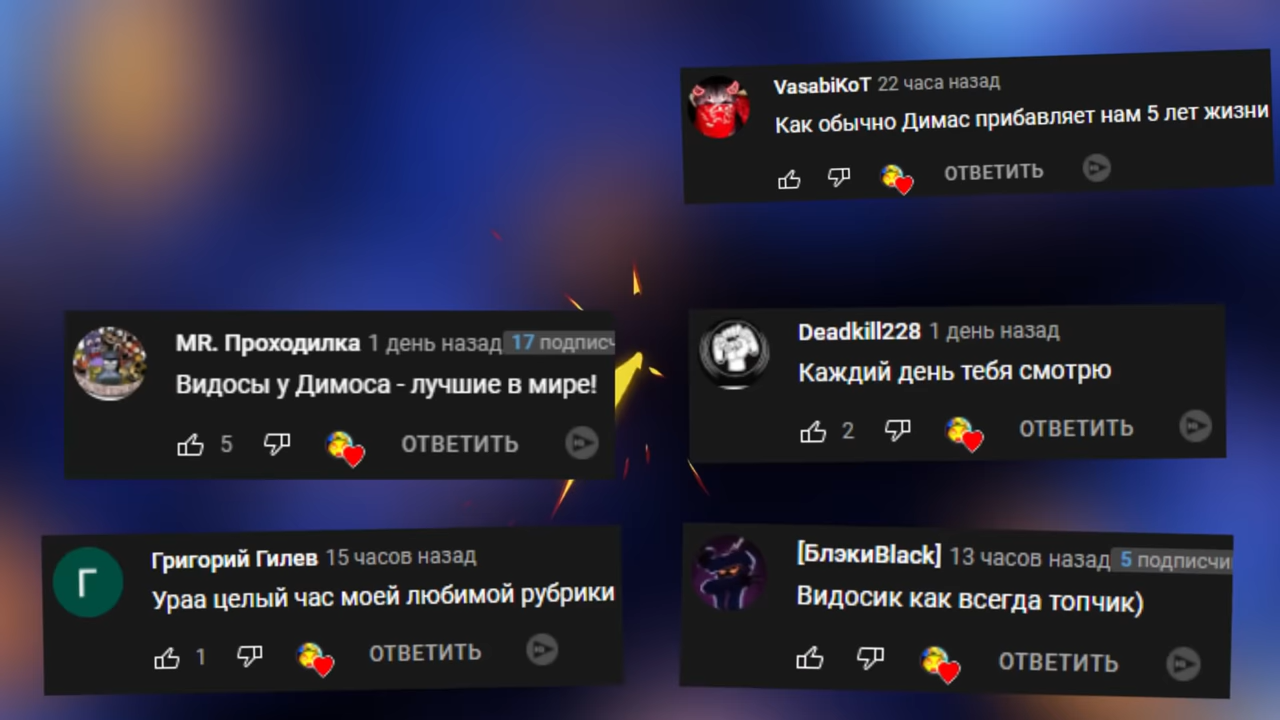 VasabiKoT 22 часа назад
Как обычно Димас прибавляет нам 5 лет жизни
ОТВЕТИТЬ
MR. Проходилка 1 день назад 17
Видосы у Димоса - лучшие в мире!
5 ОТВЕТИТЬ
Deadkill228 1 день назад
Каждий день тебя смотрю
2 ОТВЕТИТЬ
Григорий Гилев 15 часов назад
Г
Ураа целый час моей любимой рубрики
1 ОТВЕТИТЬ
[БлэкиBlack] 13 часов назад 5
Видосик как всегда топчик)
ОТВЕТИТЬ